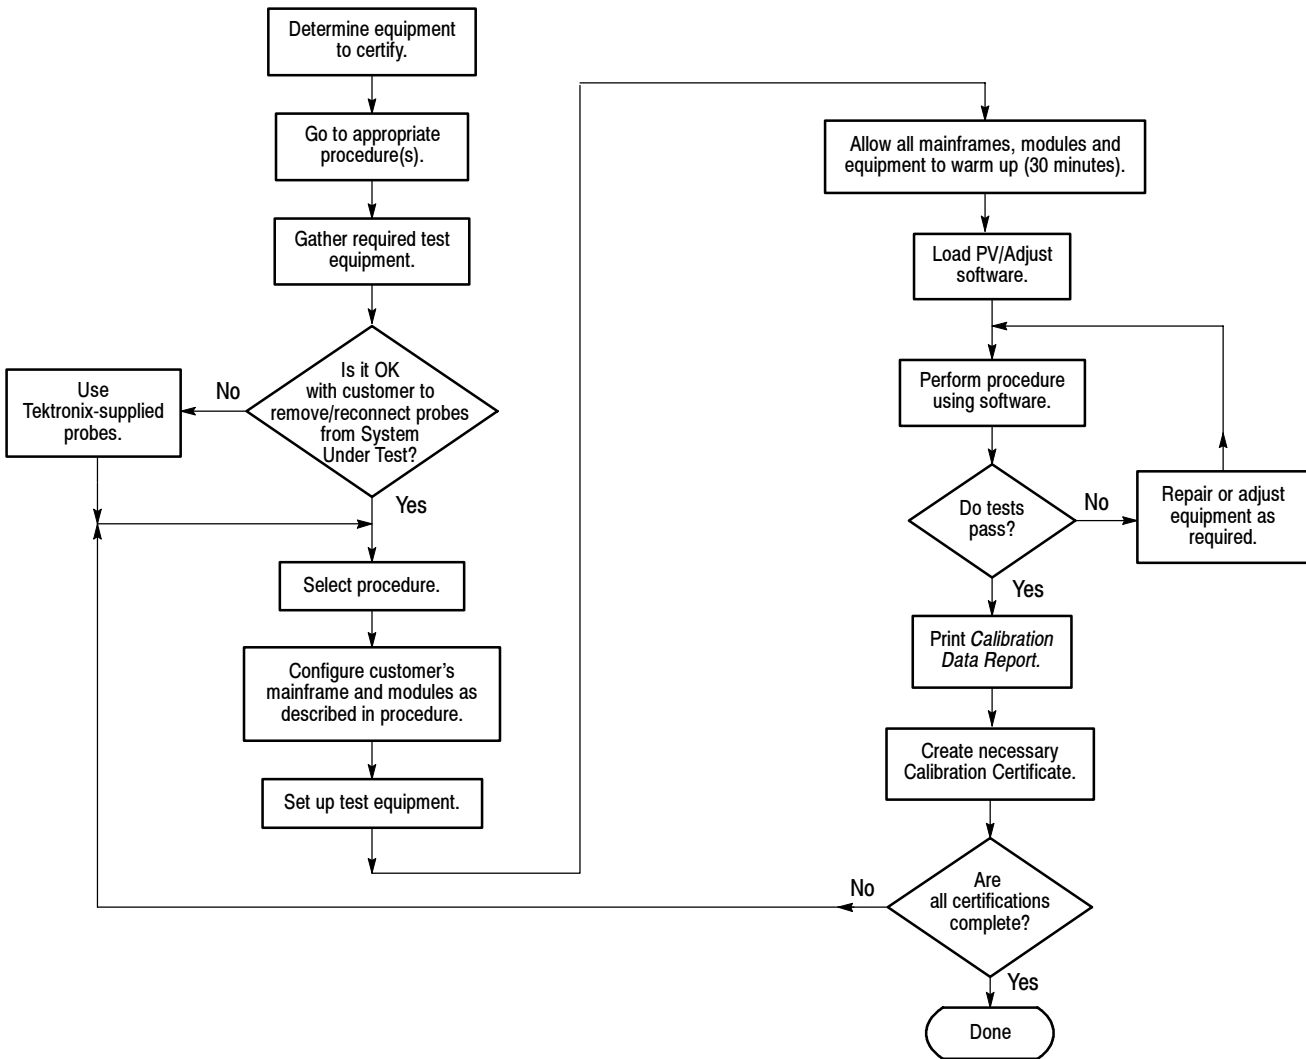 Determine equipment
to certify.
Go to appropriate
procedure(s).
Gather required test
equipment.
Is it OK
with customer to
remove/reconnect probes
from System
Under Test?
No
Use
Tektronix-supplied
probes.
Yes
Select procedure.
Configure customer's
mainframe and modules as
described in procedure.
Set up test equipment.
Allow all mainframes, modules and
equipment to warm up (30 minutes).
Load PV/Adjust
software.
Perform procedure
using software.
Do tests
pass?
No
Repair or adjust
equipment as
required.
Yes
Print Calibration
Data Report.
Create necessary
Calibration Certificate.
Are
all certifications
complete?
No
Yes
Done